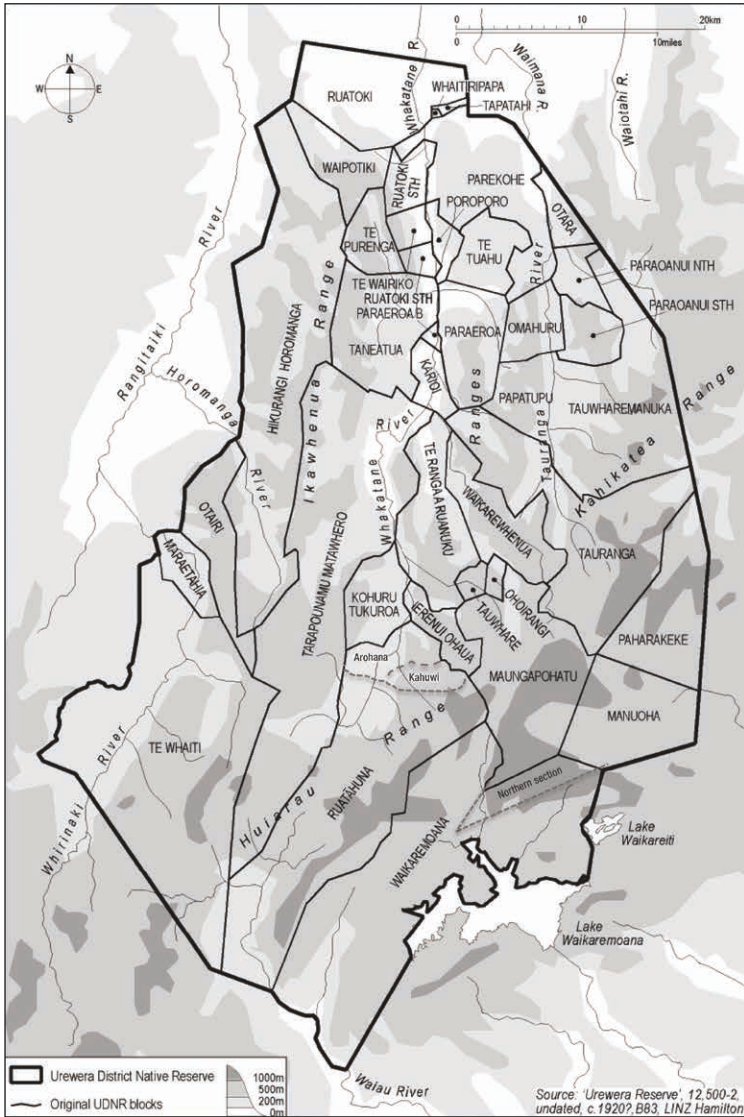 0 10 20km
0 10miles
N
W E
S
Whakatane R.
Waimana R.
Waiotahi R.
RUATOKI
WHAITIRIPAPA
TAPATAHI
WAIPOTIKI
RUATOKI STH
PAREKOHE
POROPORO
OTARA
TE PURENGA
TE TUAHU
River
PARAOANUI NTH
PARAOANUI STH
TE WAIRIKO
RUATOKI STH
PARAEROA B
PARAEROA
OMAHURU
TANEATUA
KARIOI
PAPATUPU
TAUWHAREMANUKA
HIKURANGI HOROMANGA
Ikawhenua Range
Rangitaiki River
Horomanga River
Whakatane River
Ranges
Tauranga
Kahikatea Range
TE RANGA A RUANUKU
WAIKAREWHENUA
OTAIRI
MARAETAHIA
TARAPOUNAMU MATAWHERO
TAURANGA
KOHURU
TUKUROA
IERENUI OHAUA
TAUWHARE
OHOIRANGI
PAHARAKEKE
Arohana
Kahuwi
MAUNGAPOHATU
MANUOHA
TE WHAITI
Whirinaki River
Huiarau Range
RUATAHUNA
WAIKAREMOANA
Northern section
Lake
Waikareiti
Lake
Waikaremoana
Waiau River
Urewera District Native Reserve
Original UDNR blocks
1000m
500m
200m
0m
Source: 'Urewera Reserve', 12,500-2,
undated, c.1920?, B83, LINZ Hamilton